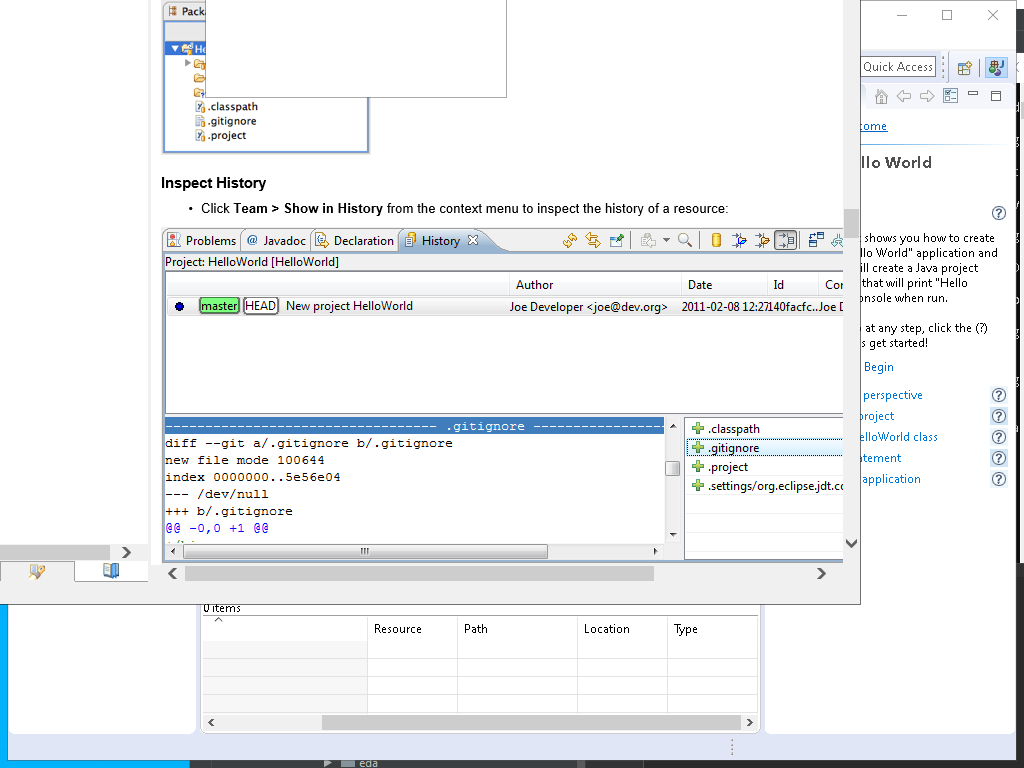 Quick Access
.classpath
.gitignore
.project
Inspect History
• Click Team > Show in History from the context menu to inspect the history of a resource:
Problems @ Javadoc Declaration History
Project: HelloWorld [HelloWorld]
Author Date Id
master HEAD New project HelloWorld Joe Developer <joe@dev.org> 2011-02-08 12:27 140facfc.. Joe D
.gitignore
diff --git a/.gitignore b/.gitignore
new file mode 100644
index 0000000..5e56e04
--- /dev/null
+++ b/.gitignore
@@ -0,0 +1 @@
.classpath
.gitignore
.project
.settings/org.eclipse.jdt.co
ome
llo World
shows you how to create
llo World" application and
ill create a Java project
that will print "Hello
onsole when run.
at any step, click the (?)
s get started!
Begin
perspective
project
elloWorld class
atement
application
0 items
Resource Path Location Type
eda